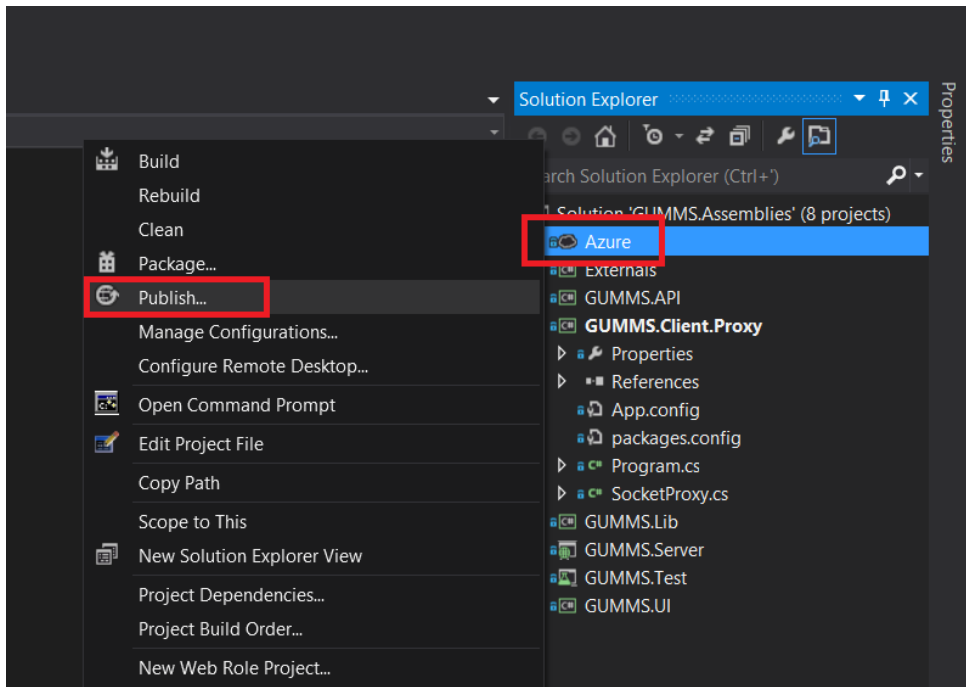 Solution Explorer
Properties
arch Solution Explorer (Ctrl+')
Solution 'GUMMS.Assemblies' (8 projects)
Azure
Externals
GUMMS.API
GUMMS.Client.Proxy
Properties
References
App.config
packages.config
Program.cs
SocketProxy.cs
GUMMS.Lib
GUMMS.Server
GUMMS.Test
GUMMS.UI
Build
Rebuild
Clean
Package...
Publish...
Manage Configurations...
Configure Remote Desktop...
Open Command Prompt
Edit Project File
Copy Path
Scope to This
New Solution Explorer View
Project Dependencies...
Project Build Order...
New Web Role Project...